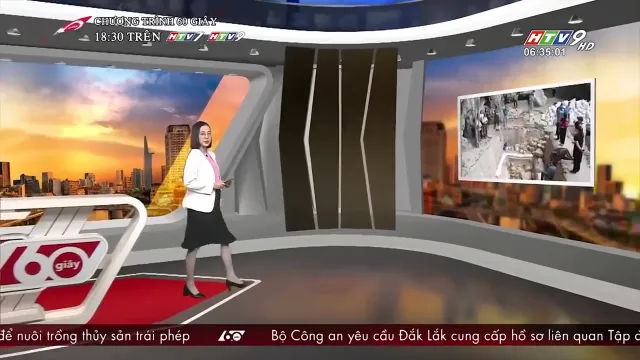 CHƯƠNG TRÌNH 60 GIÂY
18:30 TRÊN HTV7 HTV9
HTV9 HD
06:35:01
60 giây
để nuôi trồng thủy sản trái phép 60 Bộ Công an yêu cầu Đắk Lắk cung cấp hồ sơ liên quan Tập đ